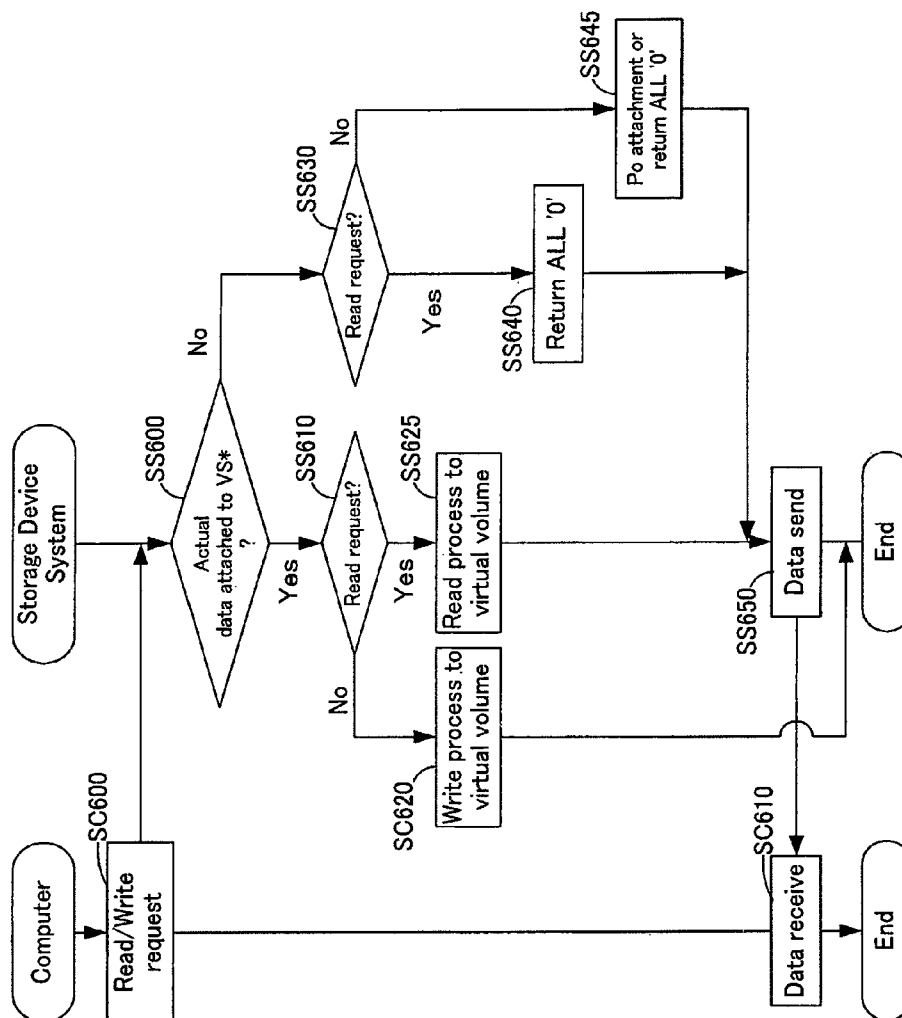 Computer
SC600
Read/Write
request
SC610
Data receive
End
Storage Device
System
SS600
Actual
data attached to VS*
?
No
Yes
SS610
Read request?
No
Yes
SC620
Write process to
virtual volume
SS625
Read process to
virtual volume
SS630
Read request?
No
Yes
SS640
Return ALL '0'
SS645
Po attachment or
return ALL '0'
SS650
Data send
End